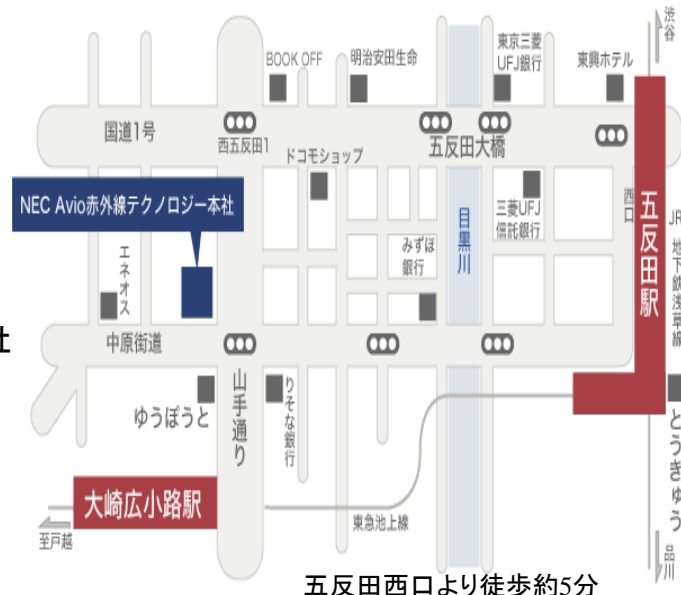 渋谷
BOOK OFF
明治安田生命
東京三菱
UFJ銀行
東興ホテル
国道1号
西五反田1
ドコモショップ
五反田大橋
NEC Avio赤外線テクノロジー本社
エネオス
みずほ
銀行
目黒川
三菱UFJ
信託銀行
西口
五反田駅
JR
地下鉄浅草線
社
中原街道
ゆうぽうと
山手通り
りそな銀行
とうきゅう
大崎広小路駅
至戸越
東急池上線
品川
五反田西口より徒歩約5分